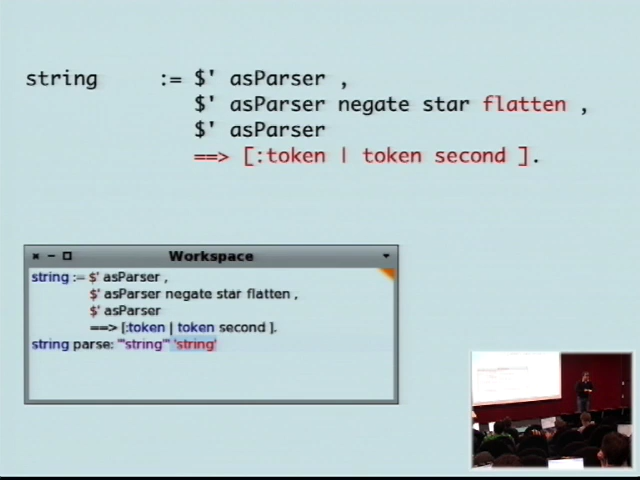 string := $' asParser ,
$' asParser negate star flatten ,
$' asParser
==> [:token | token second ].
Workspace
string := $' asParser ,
$' asParser negate star flatten ,
$' asParser
==> [:token | token second ].
string parse: '''string''' 'string'